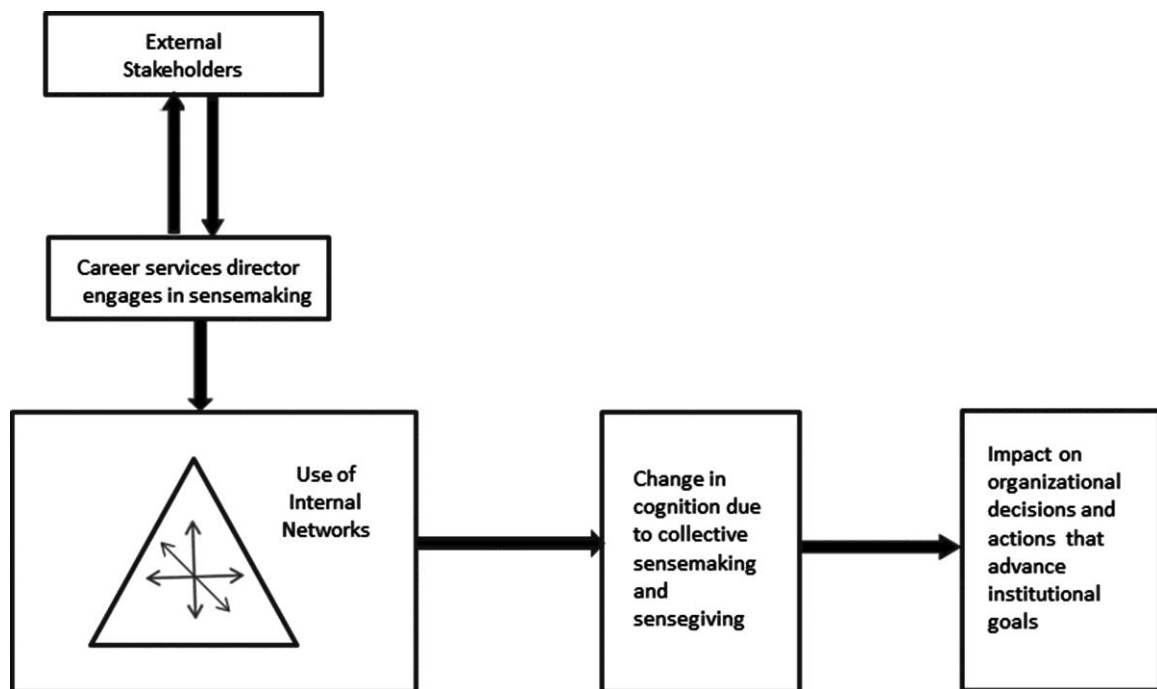 External
Stakeholders
Career services director
engages in sensemaking
Use of
Internal
Networks
Change in
cognition due
to collective
sensemaking
and
sensegiving
Impact on
organizational
decisions and
actions that
advance
institutional
goals